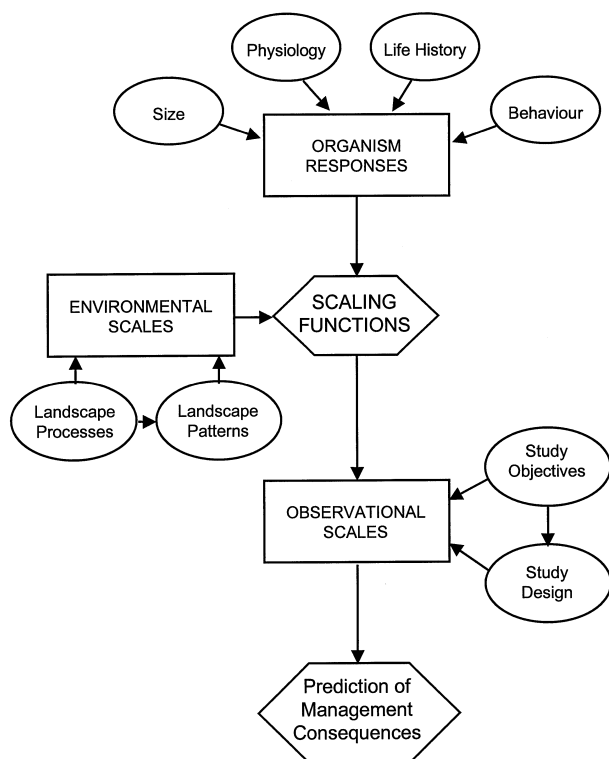 Physiology
Life History
Size
Behaviour
ORGANISM
RESPONSES
ENVIRONMENTAL
SCALES
SCALING
FUNCTIONS
Landscape
Processes
Landscape
Patterns
Study
Objectives
OBSERVATIONAL
SCALES
Study
Design
Prediction of
Management
Consequences